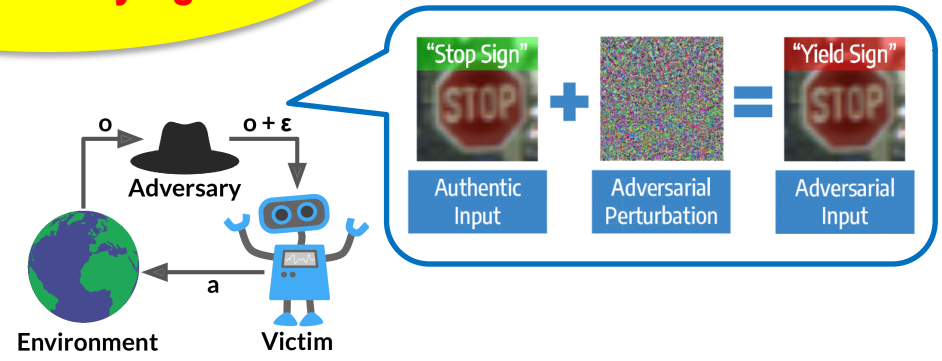 “Stop Sign”
“Yield Sign”
STOP
STOP
Authentic
Input
Adversarial
Perturbation
Adversarial
Input
o
o + ε
Adversary
a
Environment
Victim